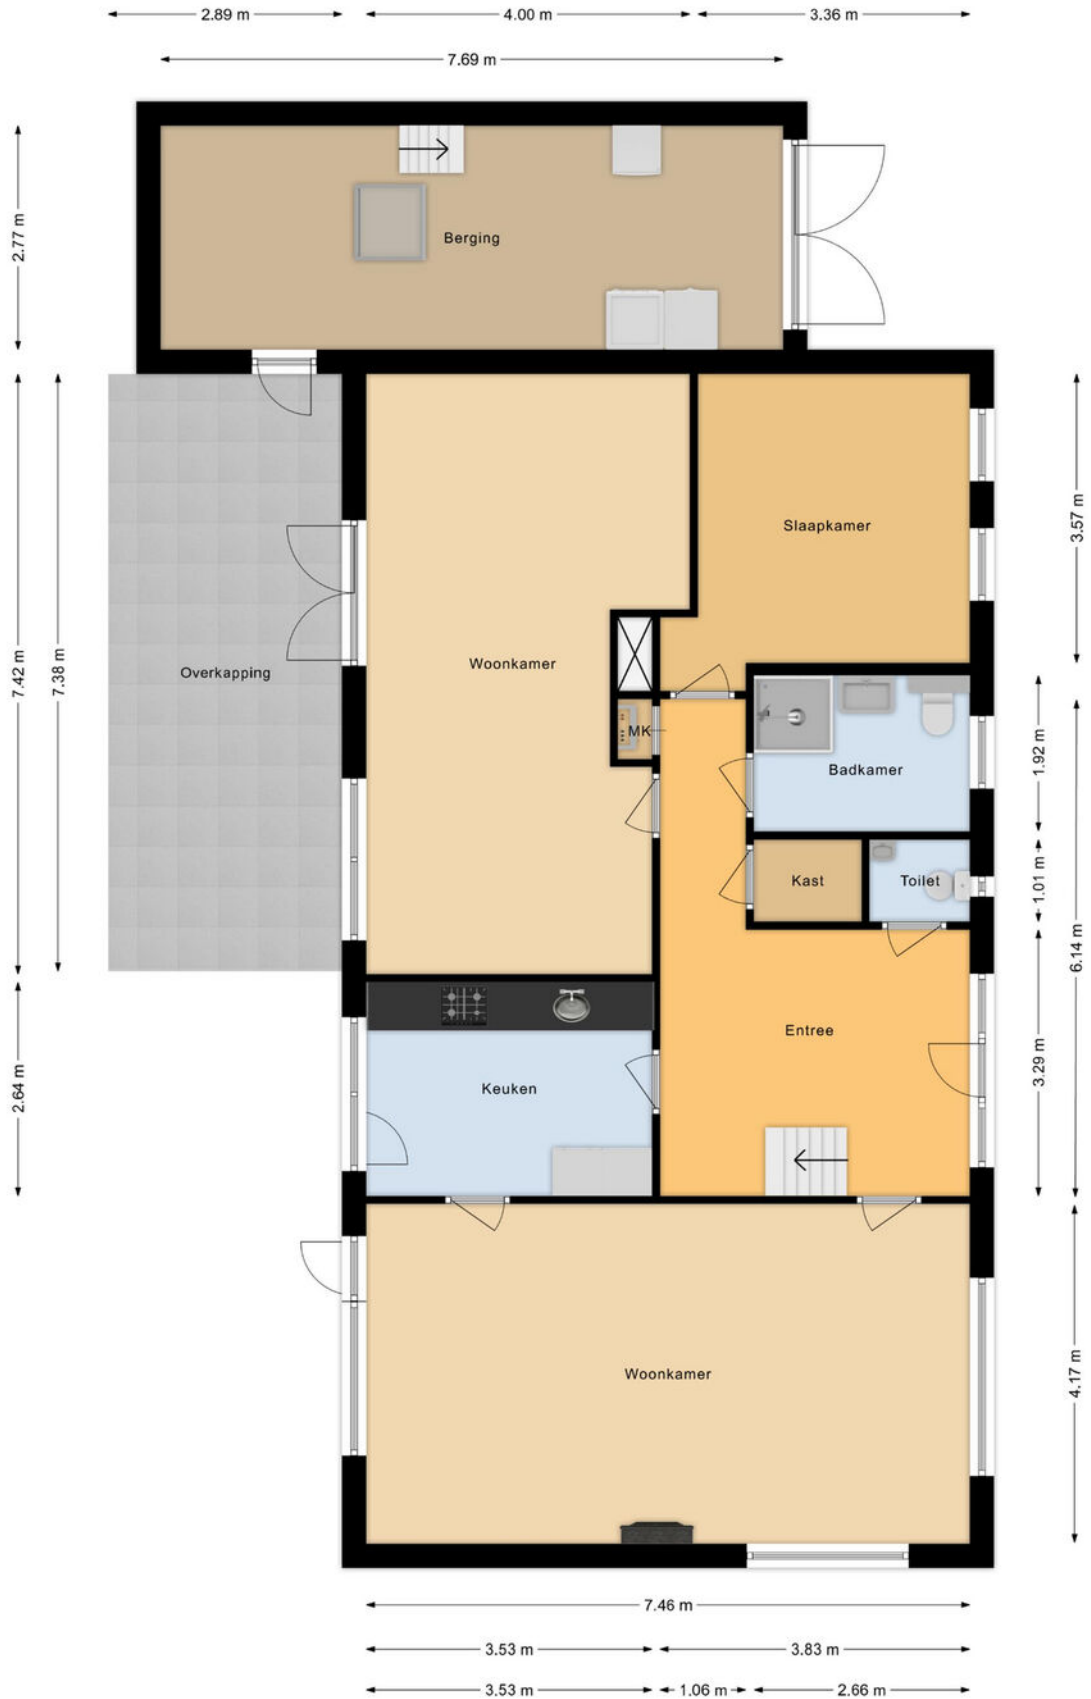 2.89 m
4.00 m
3.36 m
7.69 m
2.77 m
Berging
7.42 m
7.38 m
3.57 m
Slaapkamer
Overkapping
Woonkamer
MK
1.92 m
Badkamer
Kast
Toilet
1.01 m
6.14 m
Entree
3.29 m
2.64 m
Keuken
Woonkamer
4.17 m
7.46 m
3.53 m
3.83 m
3.53 m
1.06 m
2.66 m